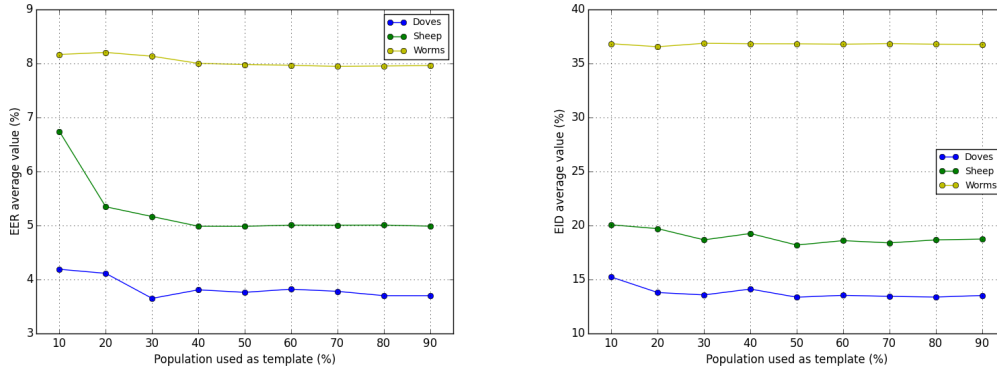 9
8
7
6
5
4
3
EER average value (%)
10 20 30 40 50 60 70 80 90
Population used as template (%)
Doves
Sheep
Worms
40
35
30
25
20
15
10
EID average value (%)
10 20 30 40 50 60 70 80 90
Population used as template (%)
Doves
Sheep
Worms